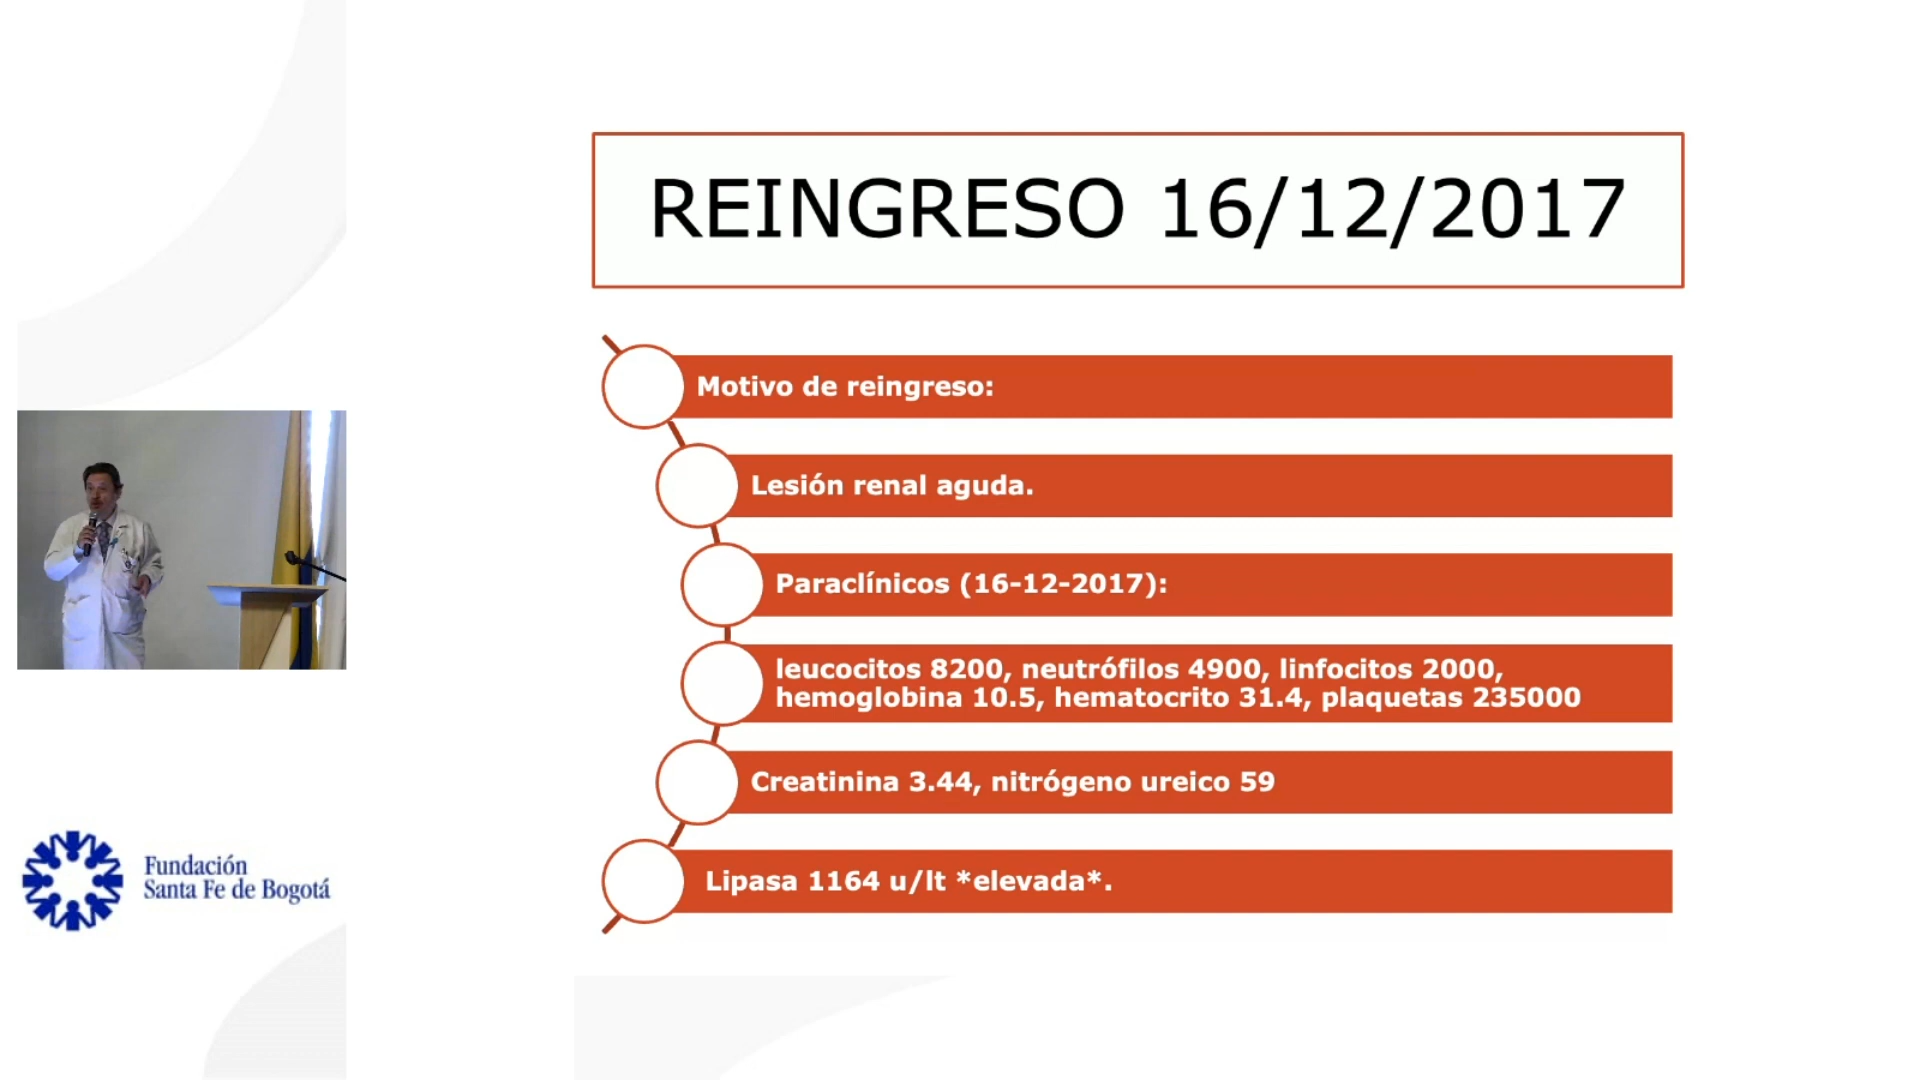 REINGRESO 16/12/2017
Motivo de reingreso:
Lesión renal aguda.
Paraclínicos (16-12-2017):
leucocitos 8200, neutrófilos 4900, linfocitos 2000,
hemoglobina 10.5, hematocrito 31.4, plaquetas 235000
Creatinina 3.44, nitrógeno ureico 59
Lipasa 1164 u/lt *elevada*.
Fundación
Santa Fe de Bogotá